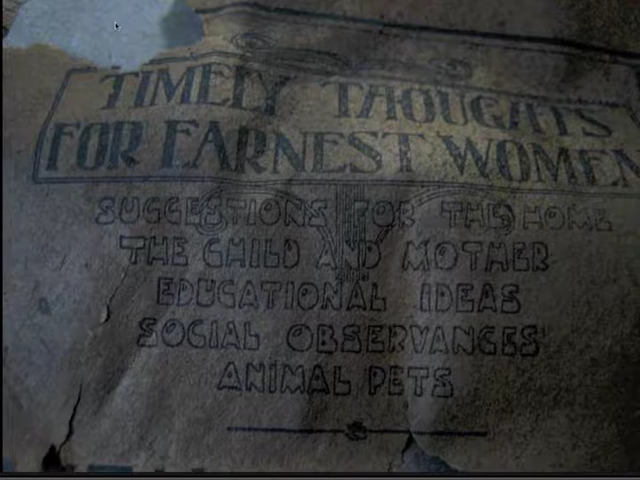 TIMELY THOUGHTS
FOR EARNEST WOMEN
SUGGESTIONS FOR THE HOME
THE CHILD AND MOTHER
EDUCATIONAL IDEAS
SOCIAL OBSERVANCES
ANIMAL PETS